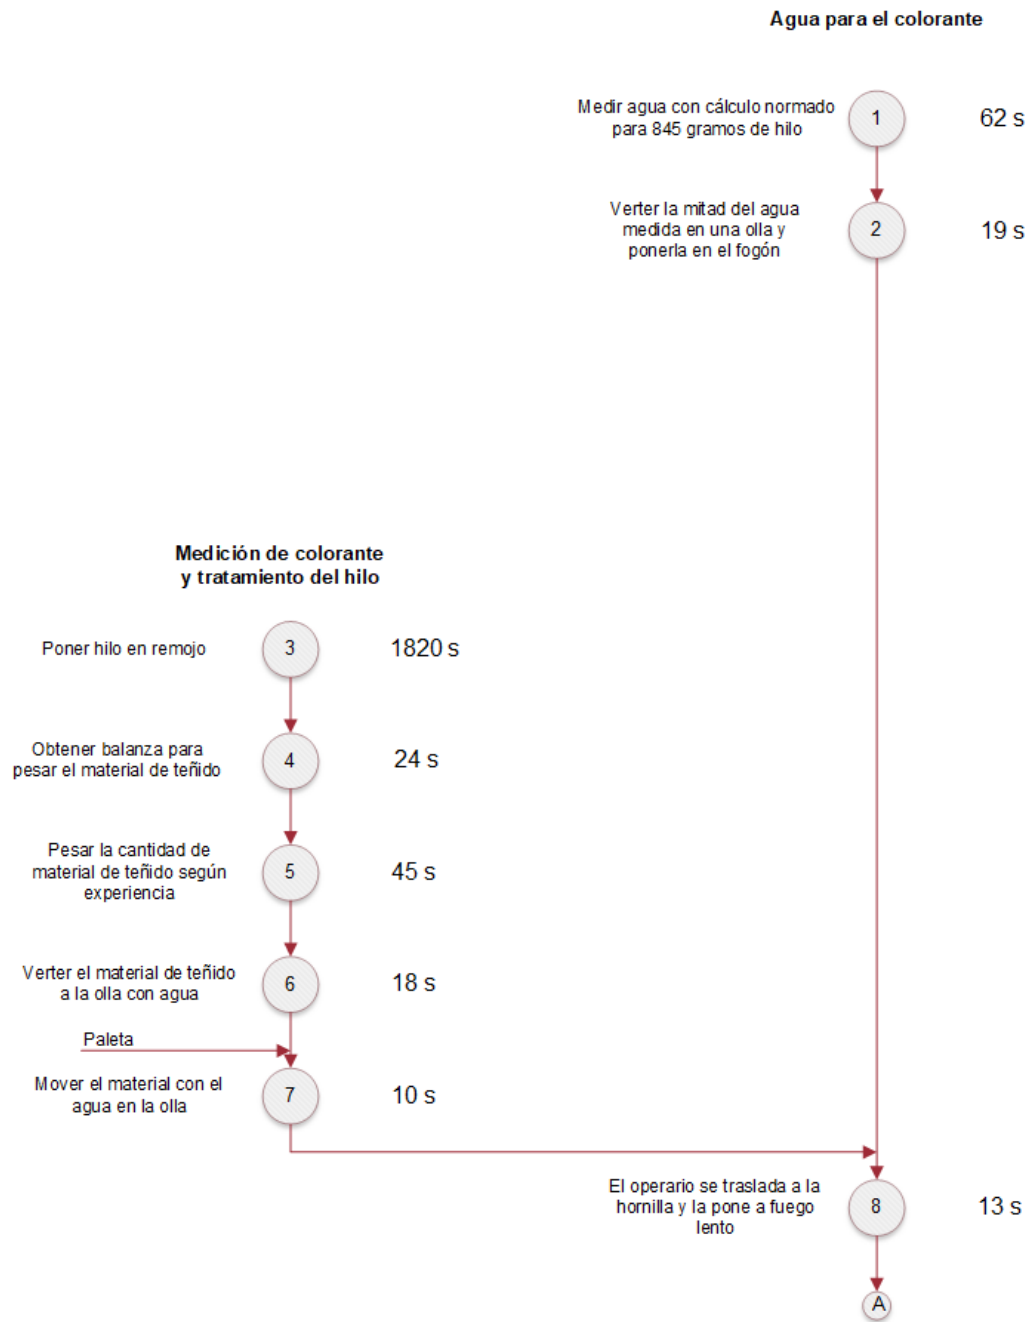 Agua para el colorante
Medir agua con cálculo normado
para 845 gramos de hilo
1
62 s
Verter la mitad del agua
medida en una olla y
ponerla en el fogón
2
19 s
Medición de colorante
y tratamiento del hilo
Poner hilo en remojo
3
1820 s
Obtener balanza para
pesar el material de teñido
4
24 s
Pesar la cantidad de
material de teñido según
experiencia
5
45 s
Verter el material de teñido
a la olla con agua
6
18 s
Paleta
Mover el material con el
agua en la olla
7
10 s
El operario se traslada a la
hornilla y la pone a fuego
lento
8
13 s
A